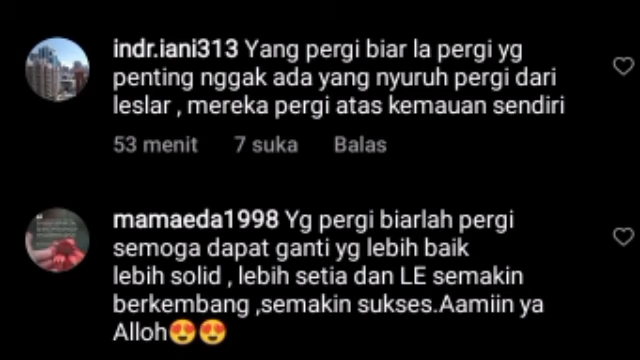 indr.iani313 Yang pergi biar la pergi yg
penting nggak ada yang nyuruh pergi dari
leslar , mereka pergi atas kemauan sendiri
53 menit 7 suka Balas
mamaeda1998 Yg pergi biarlah pergi
semoga dapat ganti yg lebih baik
lebih solid , lebih setia dan LE semakin
berkembang ,semakin sukses.Aamiin ya
Alloh😍😍